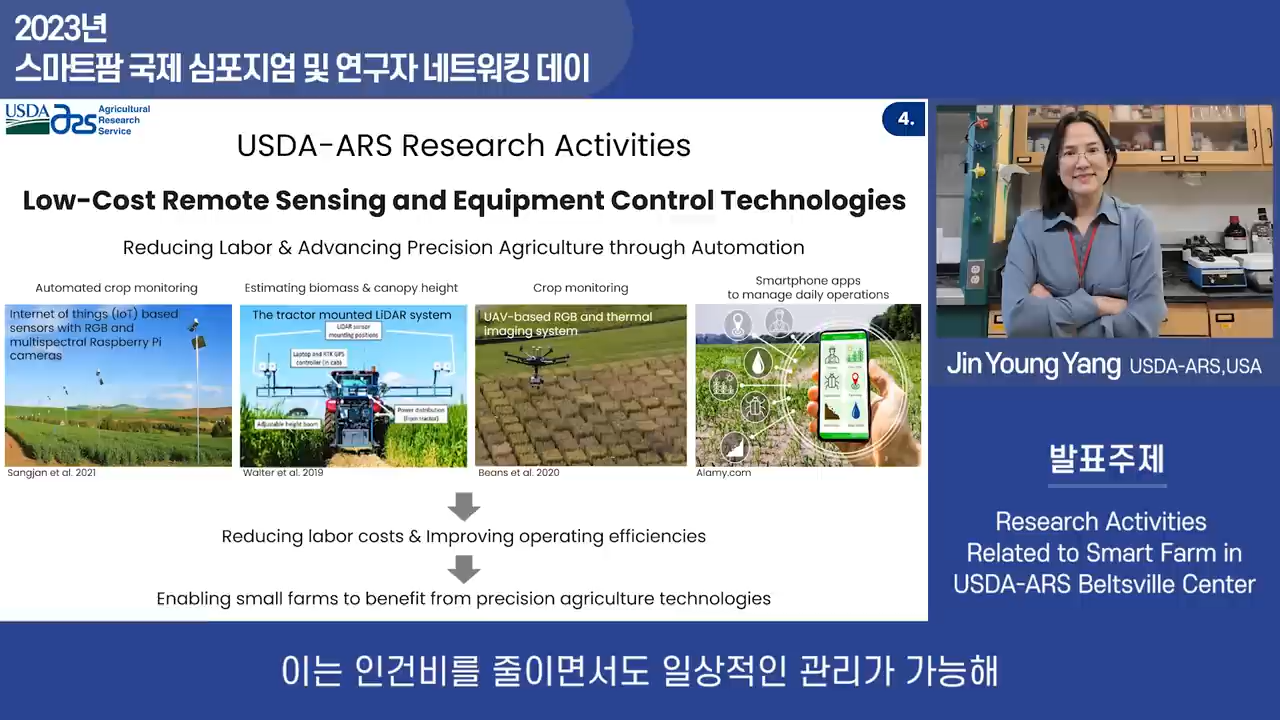 2023년
스마트팜 국제 심포지엄 및 연구자 네트워킹 데이
USDA ars Agricultural
Research
Service
4.
USDA-ARS Research Activities
Low-Cost Remote Sensing and Equipment Control Technologies
Reducing Labor & Advancing Precision Agriculture through Automation
Automated crop monitoring
Internet of things (IoT) based
sensors with RGB and
multispectral Raspberry Pi
cameras
Sangjan et al. 2021
Estimating biomass & canopy height
The tractor mounted LiDAR system
LiDAR sensor
mounting positions
Laptop and RTK GPS
controller (in cab)
Power distribution
(from tractor)
Adjustable height boom
Walter et al. 2019
Crop monitoring
UAV-based RGB and thermal
imaging system
Beans et al. 2020
Smartphone apps
to manage daily operations
Alamy.com
Reducing labor costs & Improving operating efficiencies
Enabling small farms to benefit from precision agriculture technologies
Jin Young Yang USDA-ARS,USA
발표주제
Research Activities
Related to Smart Farm in
USDA-ARS Beltsville Center
이는 인건비를 줄이면서도 일상적인 관리가 가능해